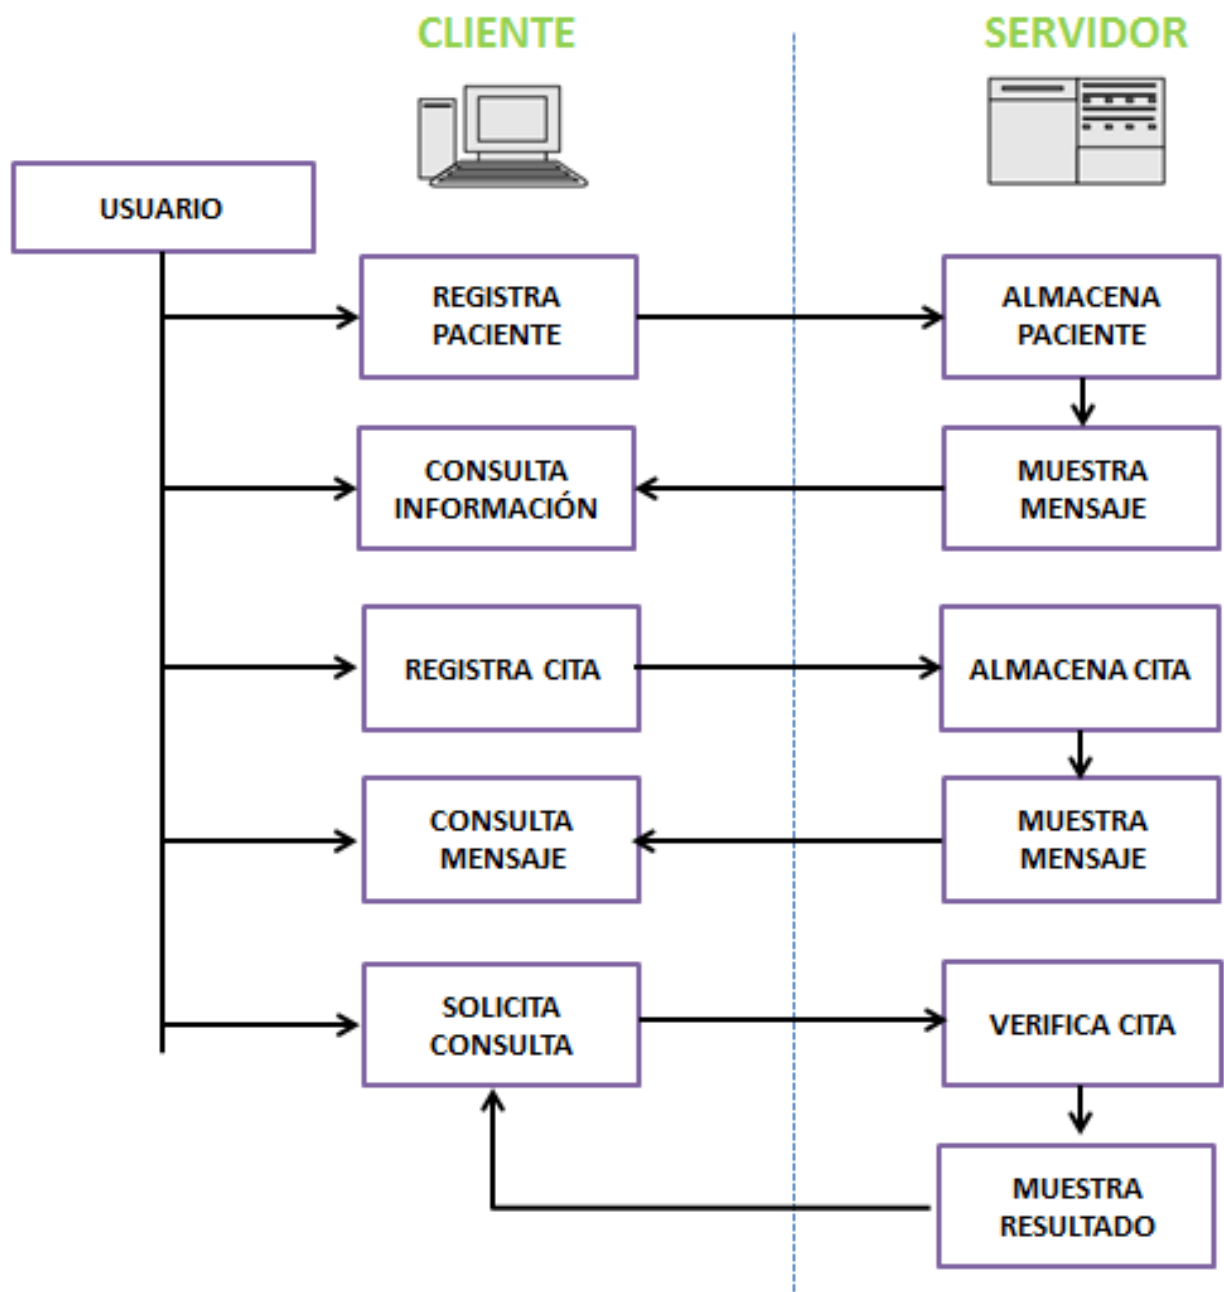 CLIENTE
SERVIDOR
USUARIO
REGISTRA
PACIENTE
ALMACENA
PACIENTE
CONSULTA
INFORMACIÓN
MUESTRA
MENSAJE
REGISTRA CITA
ALMACENA CITA
CONSULTA
MENSAJE
MUESTRA
MENSAJE
SOLICITA
CONSULTA
VERIFICA CITA
MUESTRA
RESULTADO